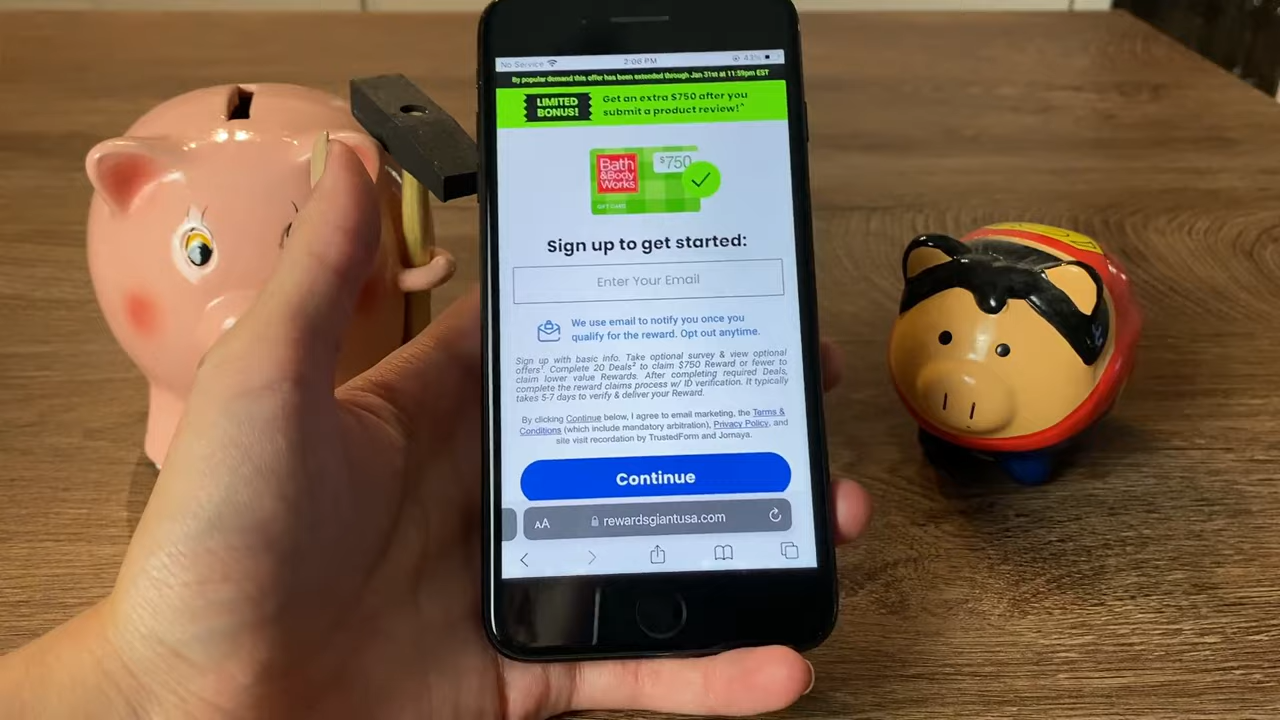 No Service 2:06 PM 43%
By popular demand this offer has been extended through Jan 31st at 11:59pm EST
LIMITED BONUS! Get an extra $750 after you
submit a product review!^
Bath
&Body
Works
$750
GIFT CARD
Sign up to get started:
Enter Your Email
We use email to notify you once you
qualify for the reward. Opt out anytime.
Sign up with basic info. Take optional survey & view optional
offers¹. Complete 20 Deals² to claim $750 Reward or fewer to
claim lower value Rewards. After completing required Deals,
complete the reward claims process w/ ID verification. It typically
takes 5-7 days to verify & deliver your Reward.
By clicking Continue below, I agree to email marketing, the Terms &
Conditions (which include mandatory arbitration), Privacy Policy, and
site visit recordation by TrustedForm and Jornaya.
Continue
AA rewardsgiantusa.com